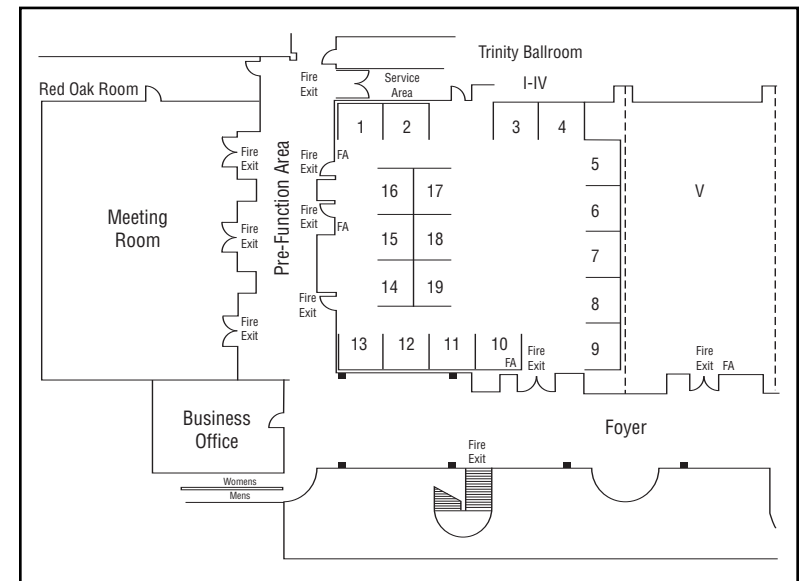 Trinity Ballroom
I-IV
Red Oak Room
Fire
Exit
Service
Area
1
2
3
4
Fire
Exit
Fire
Exit
FA
5
Pre-Function Area
16
17
V
Meeting
Room
Fire
Exit
FA
6
Fire
Exit
15
18
7
14
19
8
Fire
Exit
Fire
Exit
13
12
11
10
FA
Fire
Exit
9
Fire
Exit
FA
Business
Office
Foyer
Fire
Exit
Womens
Mens